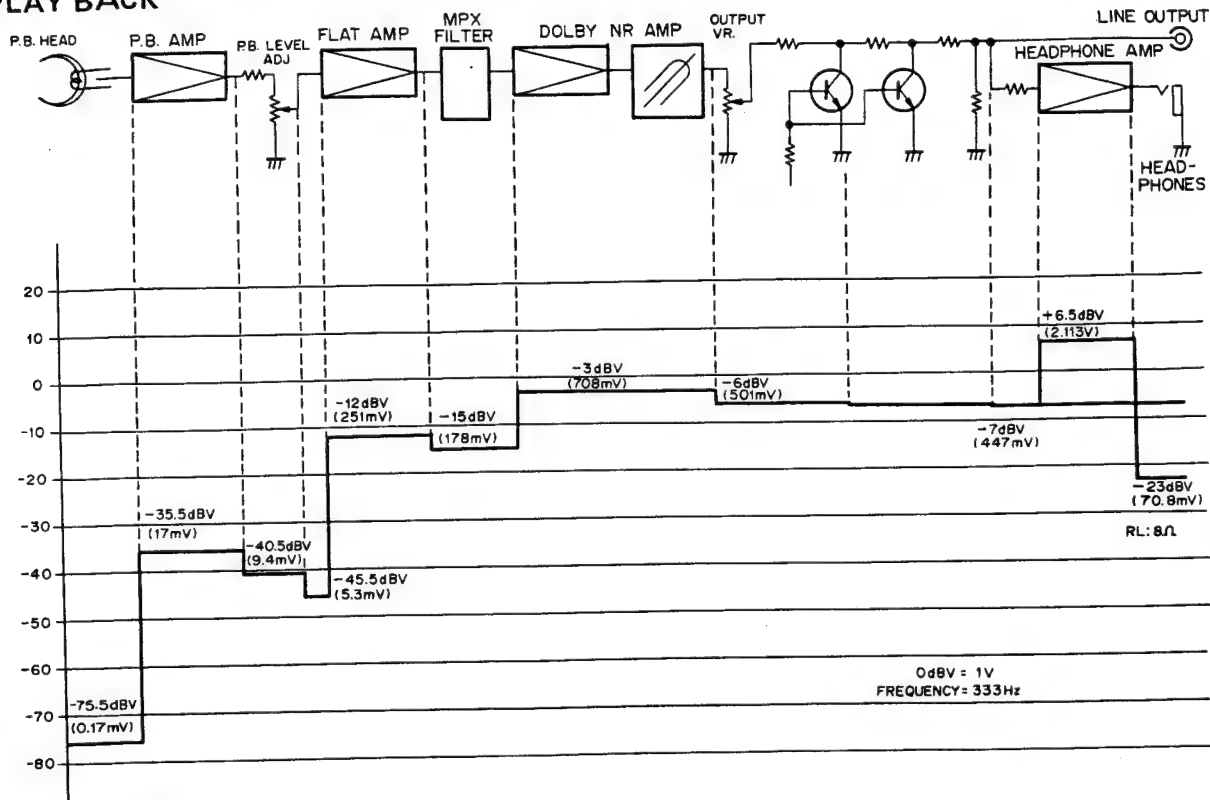 PLAY BACK
P.B. HEAD
P.B. AMP
P.B. LEVEL
ADJ
FLAT AMP
MPX
FILTER
DOLBY NR AMP
OUTPUT
VR.
LINE OUTPUT
HEADPHONE AMP
HEAD-
PHONES
20
10
0
-10
-20
-30
-40
-50
-60
-70
-80
-75.5dBV
(0.17mV)
-35.5dBV
(17mV)
-40.5dBV
(9.4mV)
-45.5dBV
(5.3mV)
-12dBV
(251mV)
-15dBV
(178mV)
-3dBV
(708mV)
-6dBV
(501mV)
-7dBV
(447mV)
+6.5dBV
(2.113V)
-23dBV
(70.8mV)
RL: 8Ω
0dBV = 1V
FREQUENCY = 333Hz